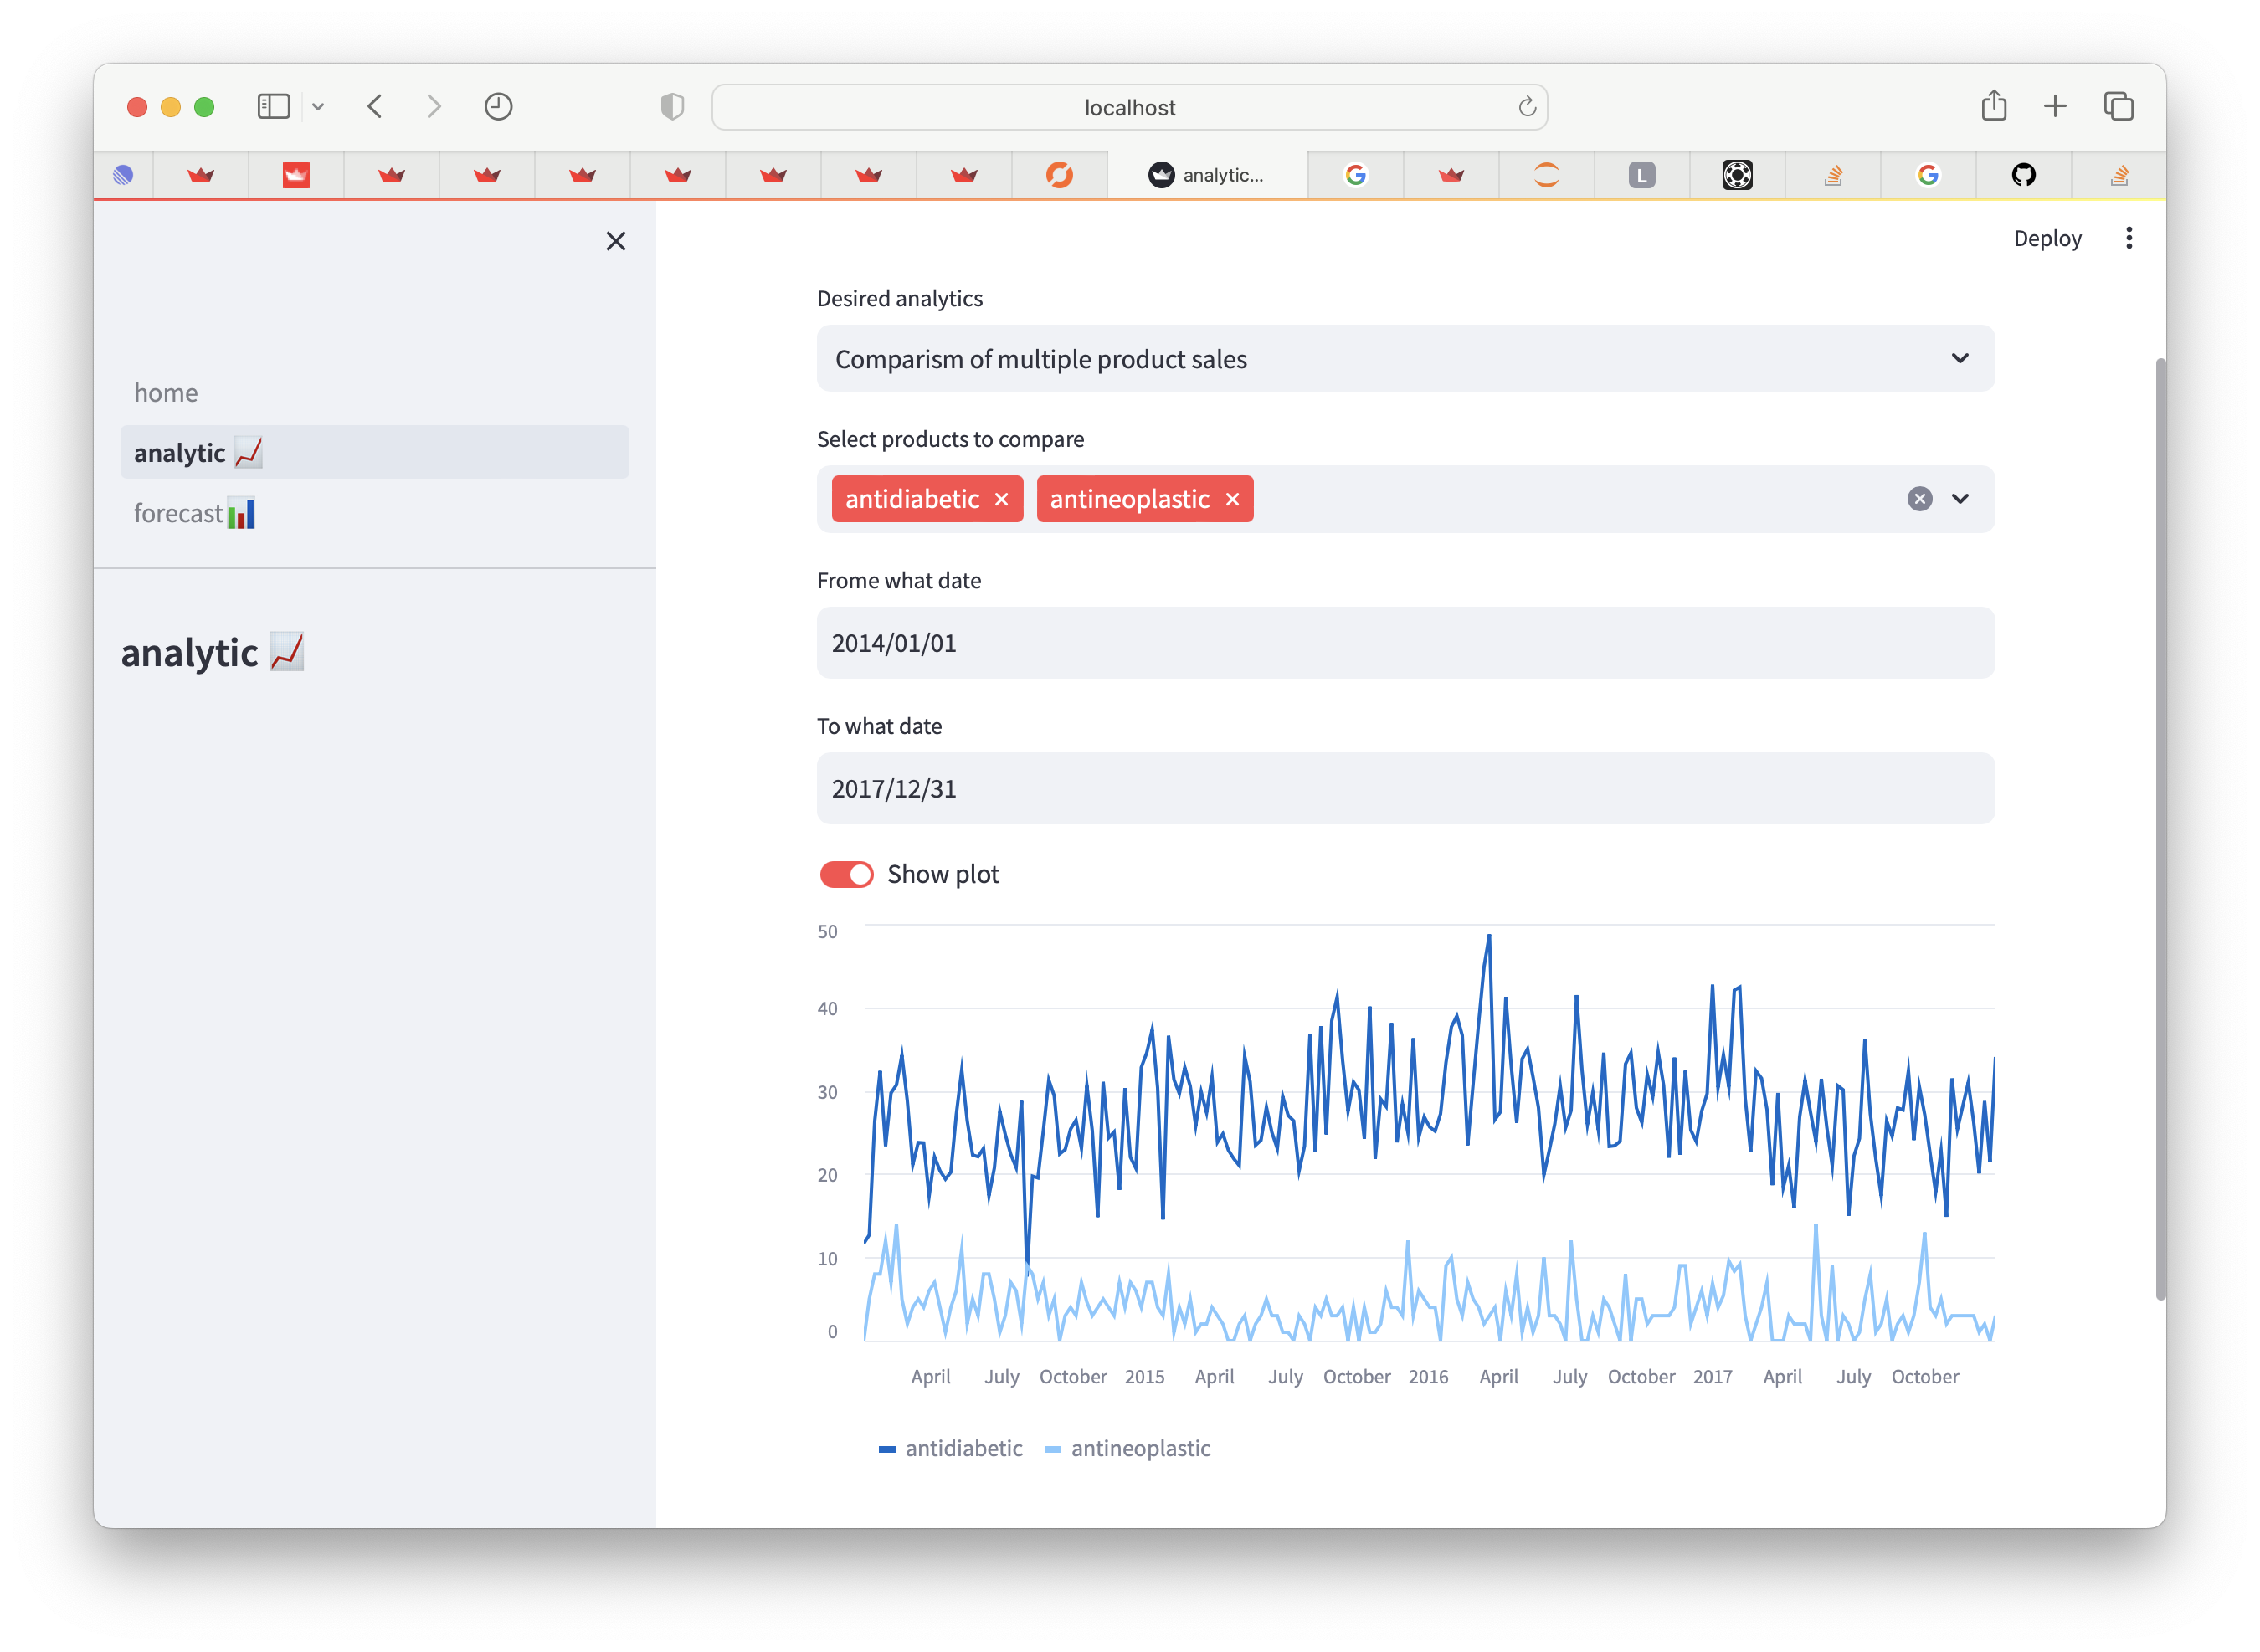 localhost
analytic...
L
Deploy
home
analytic
forecast
analytic
Desired analytics
Comparism of multiple product sales
Select products to compare
antidiabetic
antineoplastic
Frome what date
2014/01/01
To what date
2017/12/31
Show plot
50
40
30
20
10
0
April July October 2015 April July October 2016 April July October 2017 April July October
antidiabetic antineoplastic